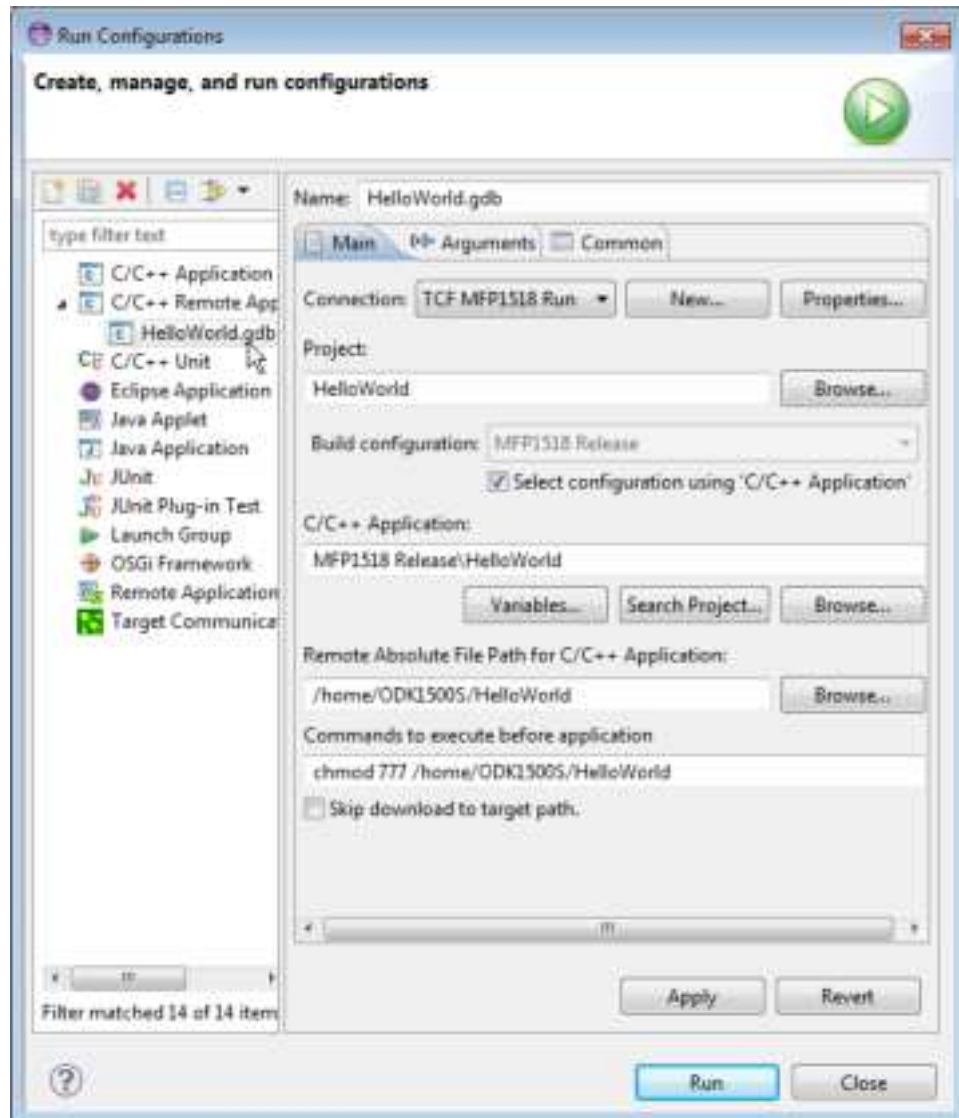 Run Configurations
Create, manage, and run configurations
type filter text
C/C++ Application
C/C++ Remote App
HelloWorld.gdb
C/C++ Unit
Eclipse Application
Java Applet
Java Application
JUnit
JUnit Plug-in Test
Launch Group
OSGi Framework
Remote Application
Target Communica
Filter matched 14 of 14 item
Name: HelloWorld.gdb
Main Arguments Common
Connection: TCF MFP1518 Run New... Properties...
Project:
HelloWorld Browse...
Build configuration: MFP1518 Release
Select configuration using 'C/C++ Application'
C/C++ Application:
MFP1518 Release\HelloWorld
Variables... Search Project... Browse...
Remote Absolute File Path for C/C++ Application:
/home/ODK1500S/HelloWorld Browse...
Commands to execute before application
chmod 777 /home/ODK1500S/HelloWorld
Skip download to target path.
Apply Revert
Run Close